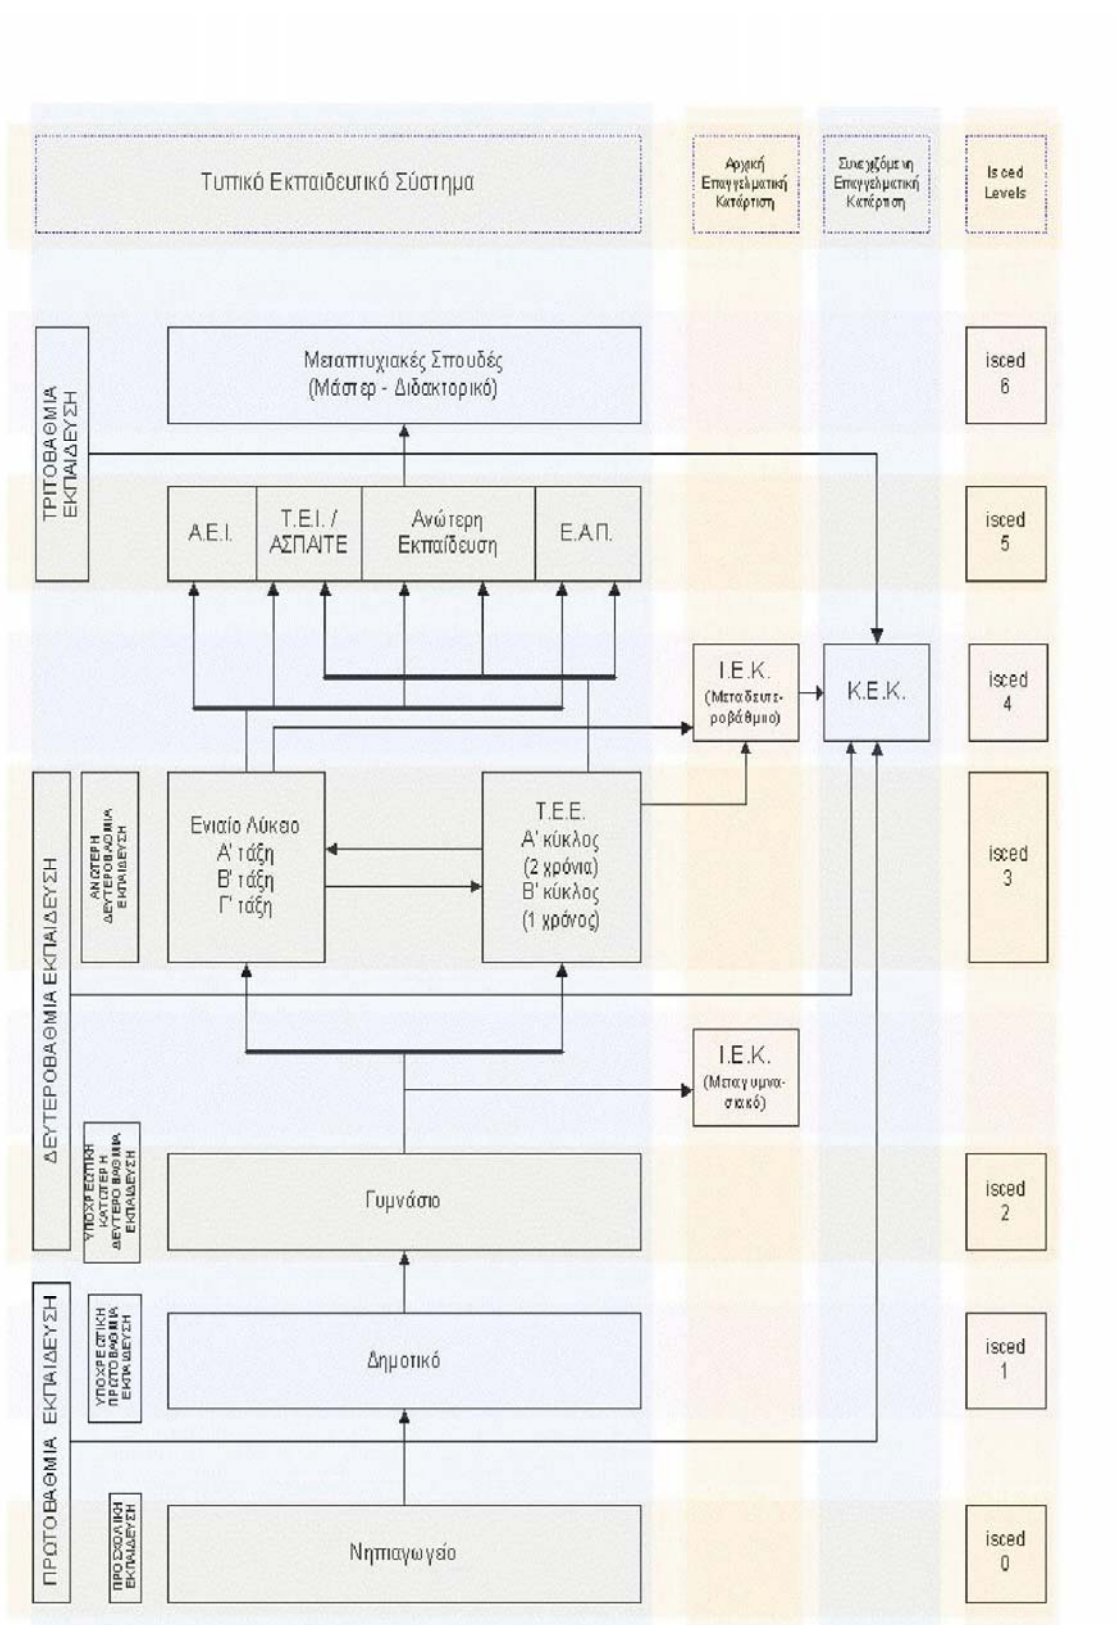 Τυπικό Εκπαιδευτικό Σύστημα
Αρχική
Επαγγελματική
Κατάρτιση
Συνεχιζόμενη
Επαγγελματική
Κατάρτιση
Isced
Levels
ΤΡΙΤΟΒΑΘΜΙΑ
ΕΚΠΑΙΔΕΥΣΗ
Μεταπτυχιακές Σπουδές
(Μάστερ - Διδακτορικό)
isced
6
Α.Ε.Ι.
Τ.Ε.Ι. /
ΑΣΠΑΙΤΕ
Ανώτερη
Εκπαίδευση
Ε.Α.Π.
isced
5
Ι.Ε.Κ.
(Μεταδευτε-
ροβάθμιο)
Κ.Ε.Κ.
isced
4
ΔΕΥΤΕΡΟΒΑΘΜΙΑ ΕΚΠΑΙΔΕΥΣΗ
ΑΝΩΤΕΡΗ
ΔΕΥΤΕΡΟΒΑΘΜΙΑ
ΕΚΠΑΙΔΕΥΣΗ
Ενιαίο Λύκειο
Α' τάξη
Β' τάξη
Γ' τάξη
Τ.Ε.Ε.
Α' κύκλος
(2 χρόνια)
Β' κύκλος
(1 χρόνος)
isced
3
Ι.Ε.Κ.
(Μεταγυμνα-
σιακό)
ΥΠΟΧΡΕΩΤΙΚΗ
ΚΑΤΩΤΕΡΗ
ΔΕΥΤΕΡΟΒΑΘΜΙΑ
ΕΚΠΑΙΔΕΥΣΗ
Γυμνάσιο
isced
2
ΠΡΩΤΟΒΑΘΜΙΑ ΕΚΠΑΙΔΕΥΣΗ
ΥΠΟΧΡΕΩΤΙΚΗ
ΠΡΩΤΟΒΑΘΜΙΑ
ΕΚΠΑΙΔΕΥΣΗ
Δημοτικό
isced
1
ΠΡΟΣΧΟΛΙΚΗ
ΕΚΠΑΙΔΕΥΣΗ
Νηπιαγωγείο
isced
0